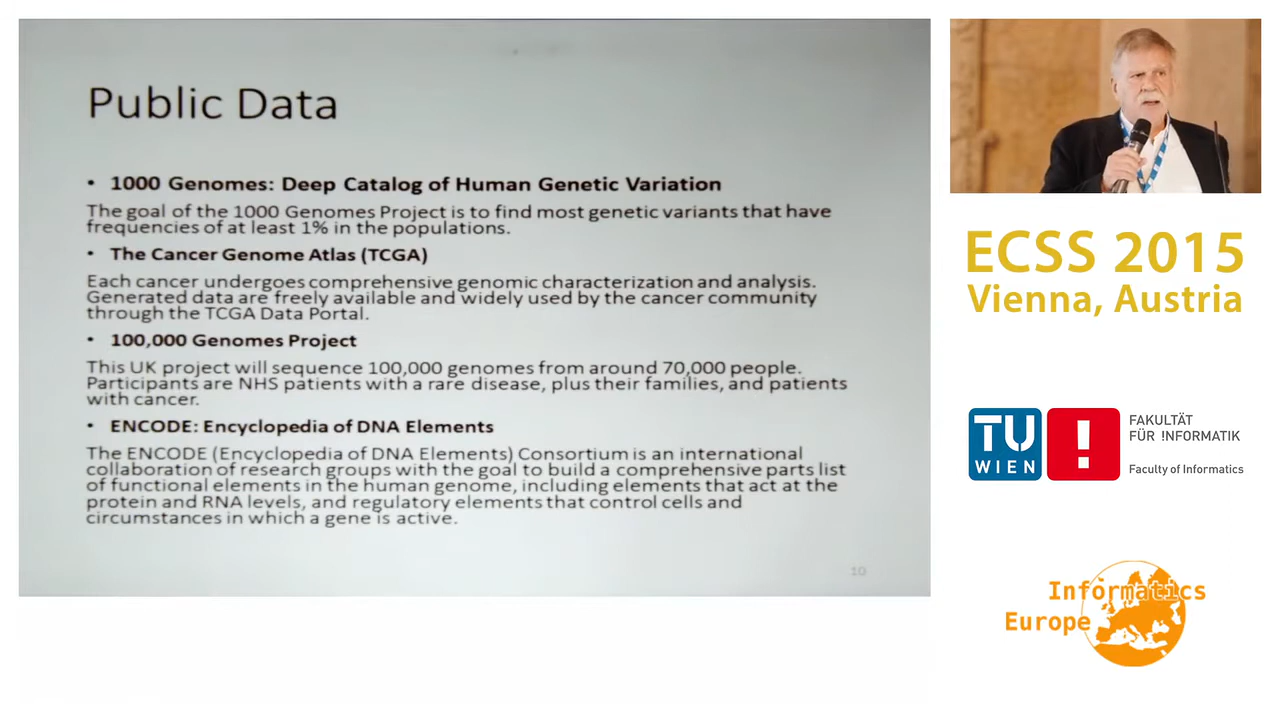 Public Data
• 1000 Genomes: Deep Catalog of Human Genetic Variation
The goal of the 1000 Genomes Project is to find most genetic variants that have
frequencies of at least 1% in the populations.
• The Cancer Genome Atlas (TCGA)
Each cancer undergoes comprehensive genomic characterization and analysis.
Generated data are freely available and widely used by the cancer community
through the TCGA Data Portal.
• 100,000 Genomes Project
This UK project will sequence 100,000 genomes from around 70,000 people.
Participants are NHS patients with a rare disease, plus their families, and patients
with cancer.
• ENCODE: Encyclopedia of DNA Elements
The ENCODE (Encyclopedia of DNA Elements) Consortium is an international
collaboration of research groups with the goal to build a comprehensive parts list
of functional elements in the human genome, including elements that act at the
protein and RNA levels, and regulatory elements that control cells and
circumstances in which a gene is active.
10
ECSS 2015
Vienna, Austria
TU
WIEN
!
FAKULTÄT
FÜR !NFORMATIK
Faculty of Informatics
Informatics
Europe